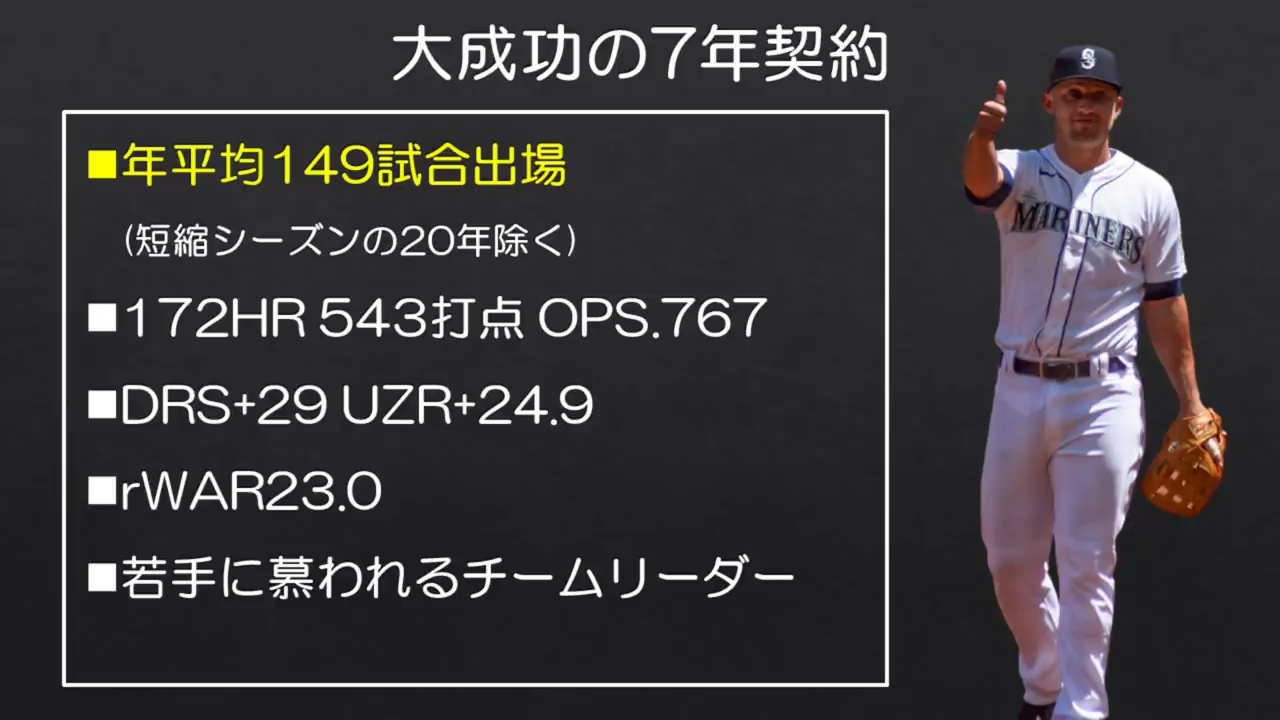 大成功の7年契約
■年平均149試合出場
(短縮シーズンの20年除く)
■172HR 543打点 OPS.767
■DRS+29 UZR+24.9
■rWAR23.0
■若手に慕われるチームリーダー
S
MARINERS